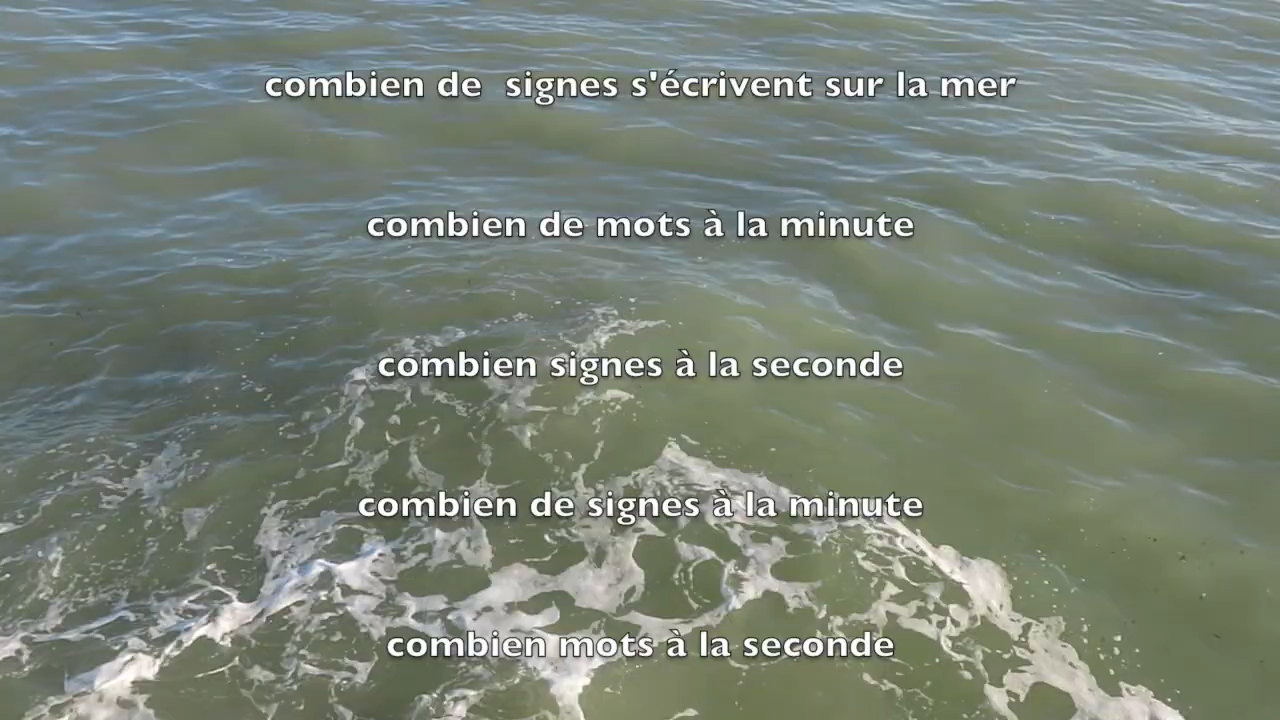 combien de  signes s'écrivent sur la mer
combien de mots à la minute
combien signes à la seconde
combien de signes à la minute
combien mots à la seconde